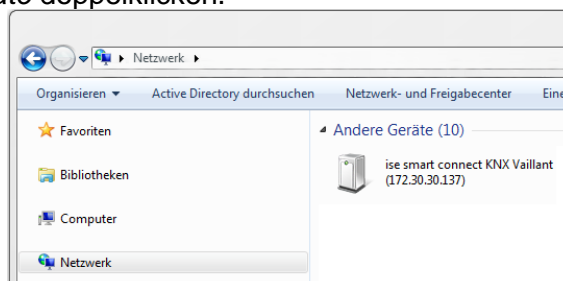 doppelklicken.
Netzwerk
Organisieren Active Directory durchsuchen Netzwerk- und Freigabecenter
Favoriten
Bibliotheken
Computer
Netzwerk
Andere Geräte (10)
ise smart connect KNX Vaillant
(172.30.30.137)